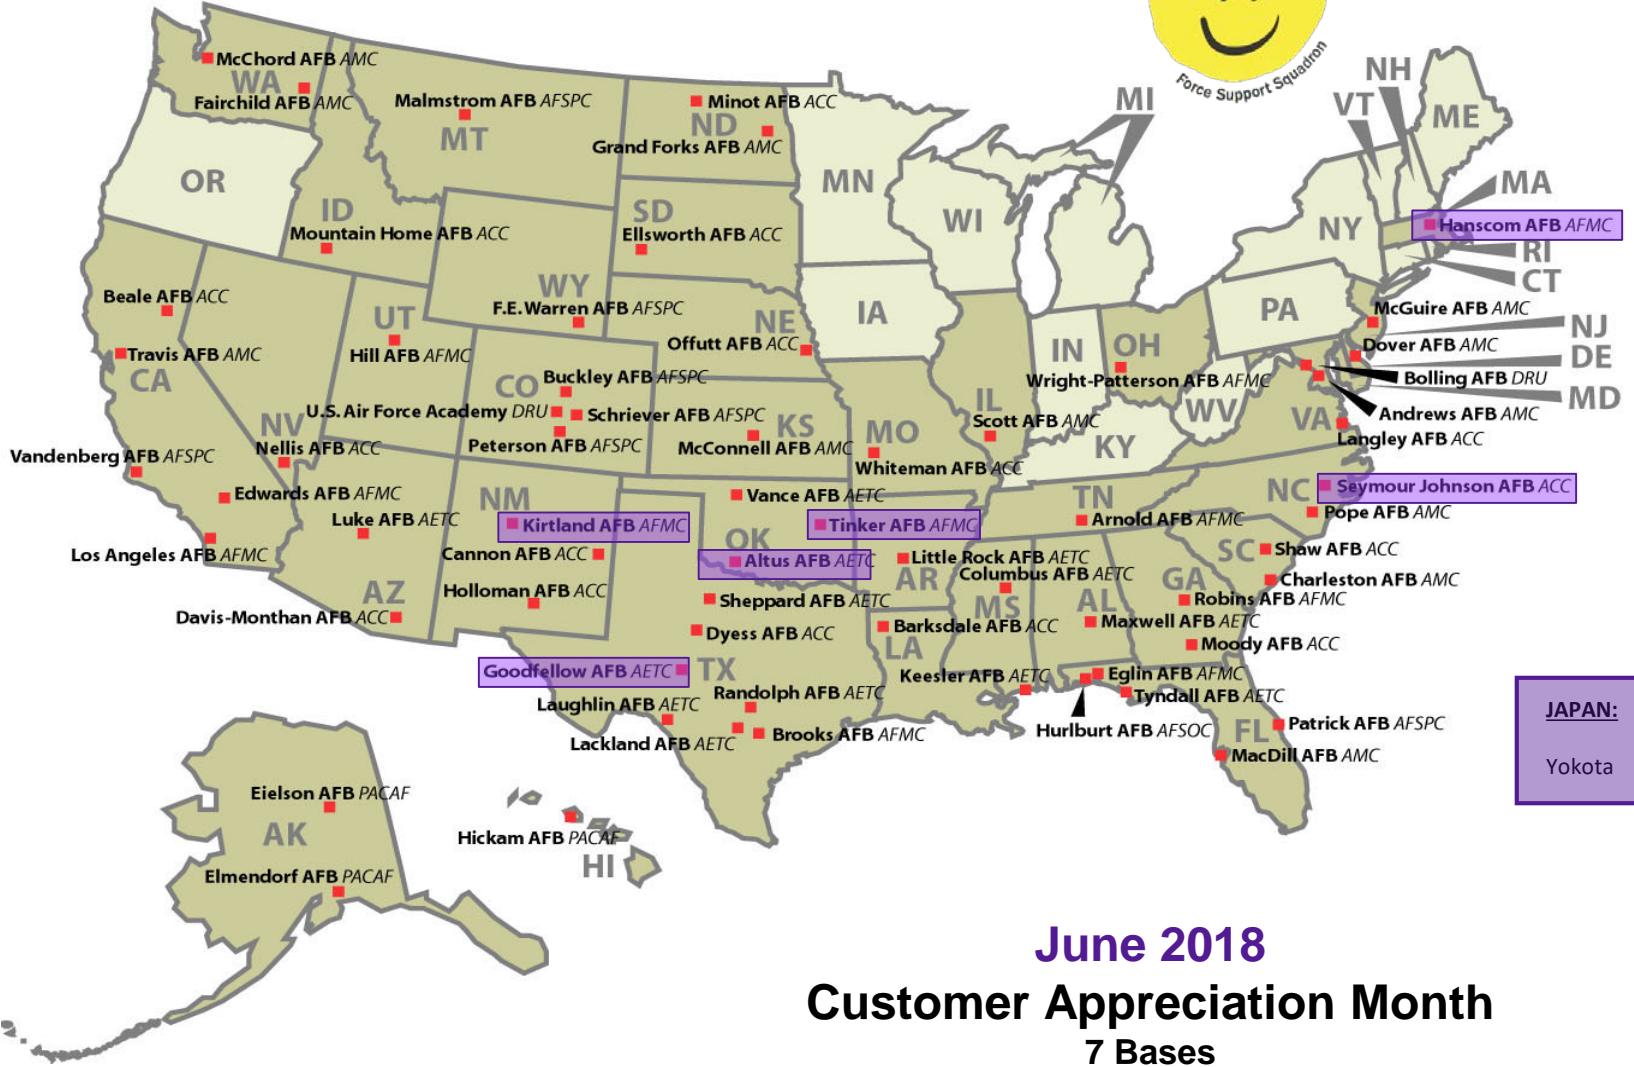 Force Support Squadron
McChord AFB AMC
WA
Fairchild AFB AMC
Malmstrom AFB AFSPC
MT
Minot AFB ACC
ND
Grand Forks AFB AMC
MN
MI
VT
NH
ME
MA
OR
ID
Mountain Home AFB ACC
SD
Ellsworth AFB ACC
WI
NY
Hanscom AFB AFMC
RI
CT
WY
F.E. Warren AFB AFSPC
Beale AFB ACC
UT
Hill AFB AFMC
NE
Offutt AFB ACC
IA
PA
McGuire AFB AMC
NJ
Travis AFB AMC
CA
IN
OH
Wright-Patterson AFB AFMC
Dover AFB AMC
DE
Bolling AFB DRU
MD
Andrews AFB AMC
Langley AFB ACC
CO
Buckley AFB AFSPC
U.S. Air Force Academy DRU
Schriever AFB AFSPC
Peterson AFB AFSPC
KS
McConnell AFB AMC
MO
Whiteman AFB ACC
IL
Scott AFB AMC
KY
WV
VA
NV
Nellis AFB ACC
Vandenberg AFB AFSPC
Edwards AFB AFMC
Los Angeles AFB AFMC
Luke AFB AETC
AZ
Davis-Monthan AFB ACC
NM
Kirtland AFB AFMC
Cannon AFB ACC
Holloman AFB ACC
Vance AFB AETC
OK
Tinker AFB AFMC
Altus AFB AETC
TN
Arnold AFB AFMC
NC
Seymour Johnson AFB ACC
Pope AFB AMC
SC
Shaw AFB ACC
Charleston AFB AMC
Little Rock AFB AETC
AR
Columbus AFB AETC
MS
AL
GA
Robins AFB AFMC
Maxwell AFB AETC
Moody AFB ACC
Sheppard AFB AETC
Dyess AFB ACC
Barksdale AFB ACC
LA
Goodfellow AFB AETC
TX
Randolph AFB AETC
Laughlin AFB AETC
Lackland AFB AETC
Brooks AFB AFMC
Keesler AFB AETC
Eglin AFB AFMC
Tyndall AFB AETC
Hurlburt AFB AFSOC
FL
Patrick AFB AFSPC
MacDill AFB AMC
JAPAN:
Yokota
Eielson AFB PACAF
AK
Elmendorf AFB PACAF
Hickam AFB PACAF
HI
June 2018
Customer Appreciation Month
7 Bases